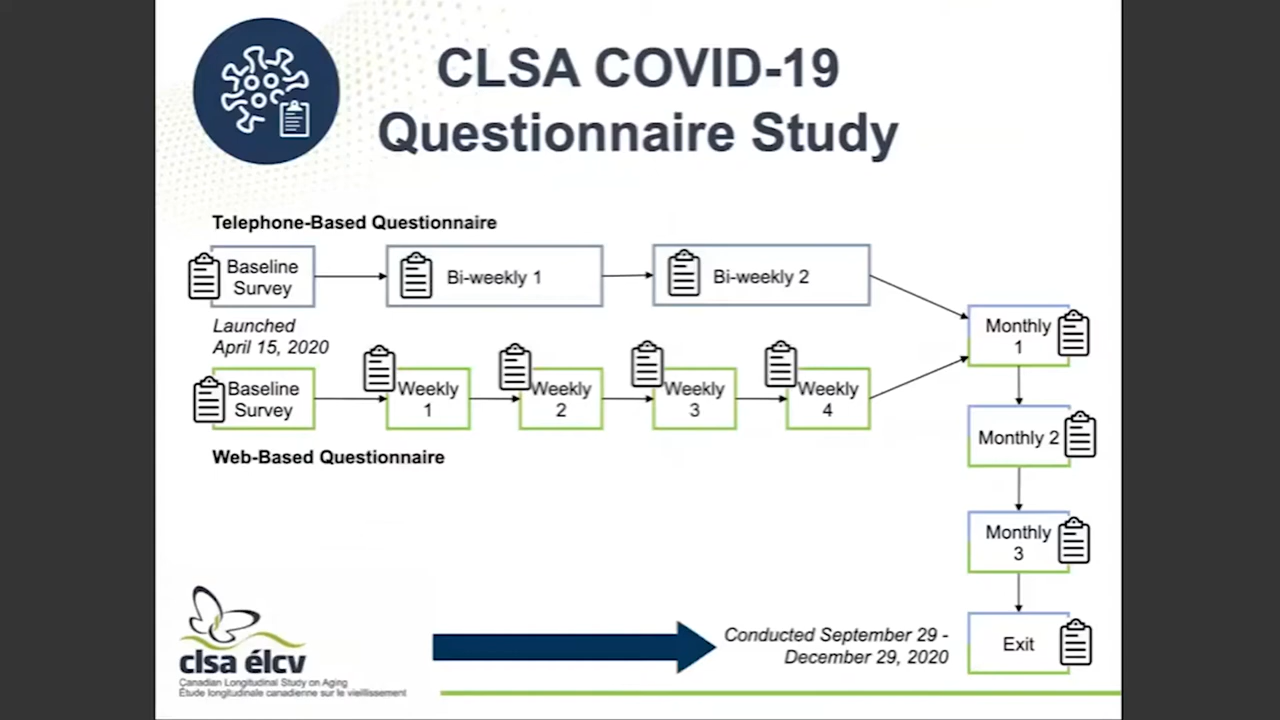 CLSA COVID-19
Questionnaire Study
Telephone-Based Questionnaire
Baseline
Survey
Bi-weekly 1
Bi-weekly 2
Launched
April 15, 2020
Baseline
Survey
Weekly
1
Weekly
2
Weekly
3
Weekly
4
Web-Based Questionnaire
Monthly
1
Monthly 2
Monthly
3
Exit
Conducted September 29 -
December 29, 2020
clsa élcv
Canadian Longitudinal Study on Aging
Étude longitudinale canadienne sur le vieillissement